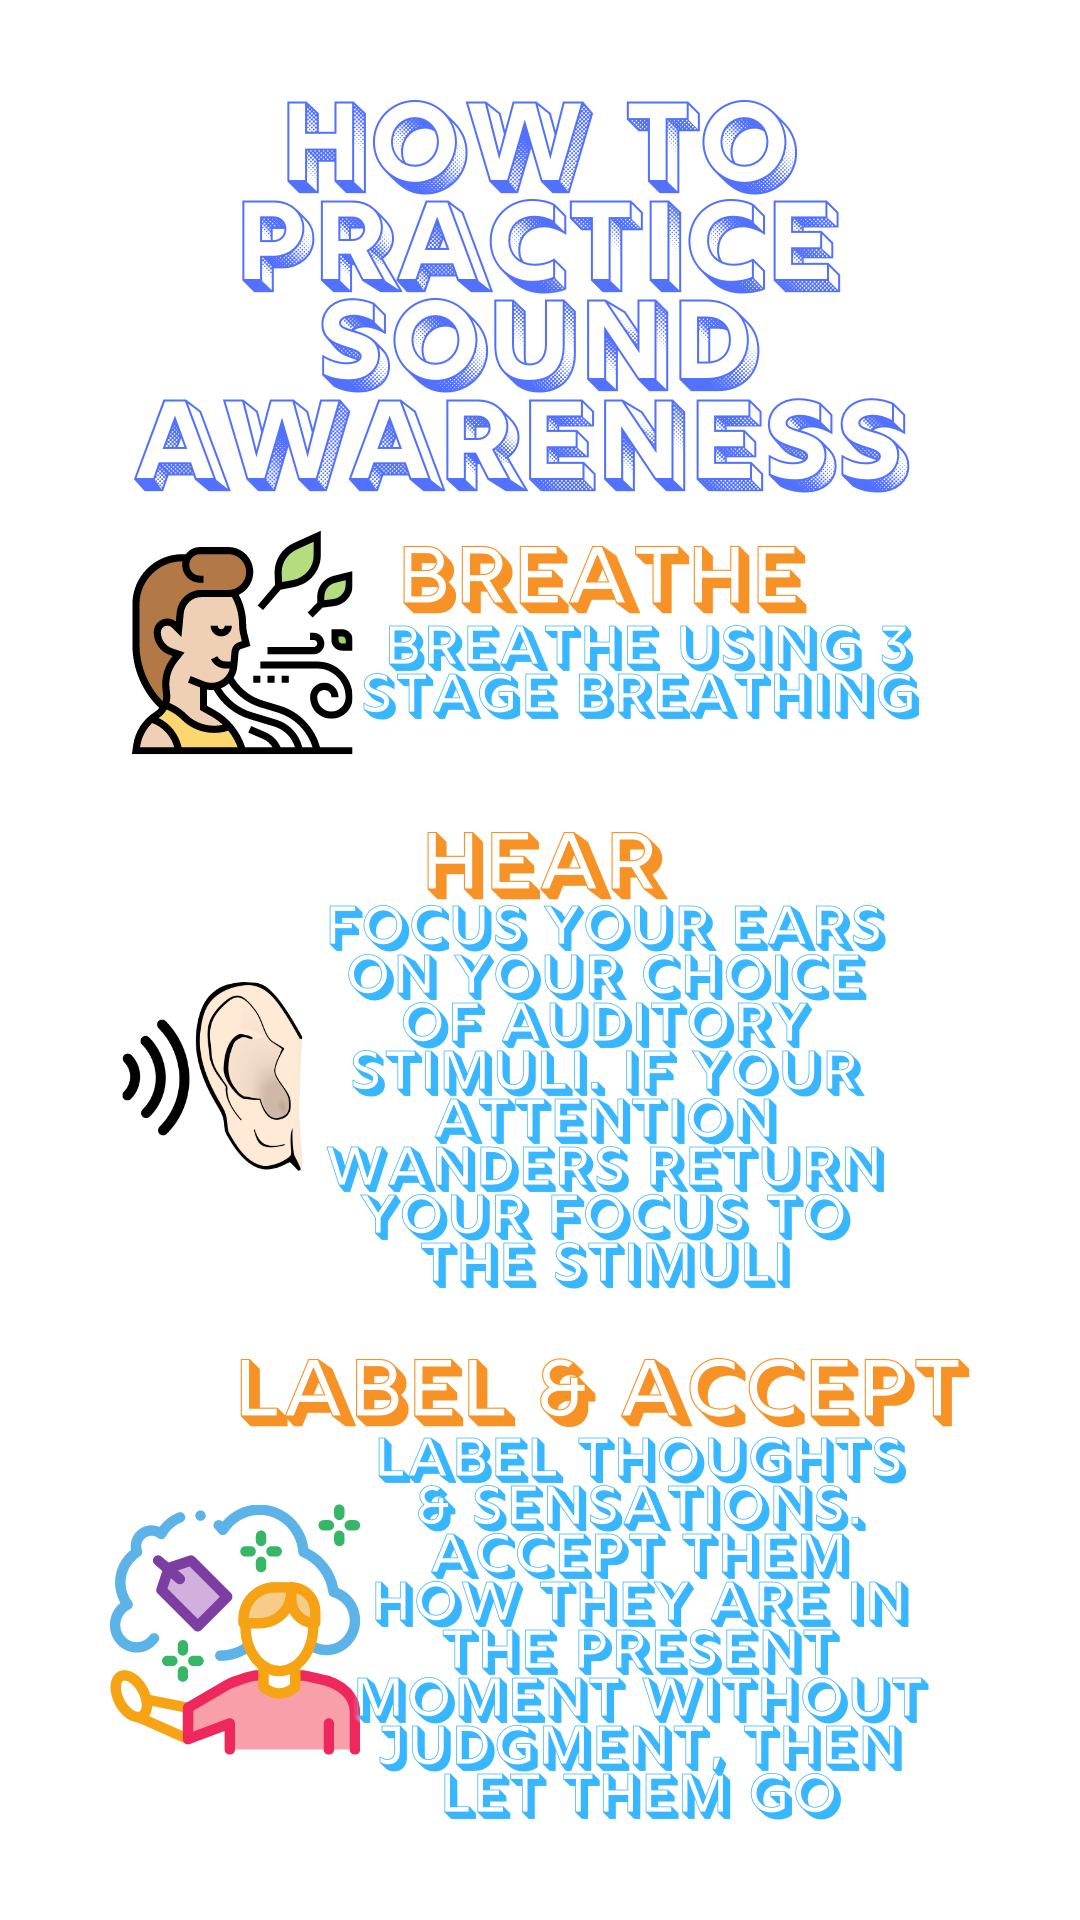 HOW TO
PRACTICE
SOUND
AWARENESS
BREATHE
BREATHE USING 3
STAGE BREATHING
HEAR
FOCUS YOUR EARS
ON YOUR CHOICE
OF AUDITORY
STIMULI. IF YOUR
ATTENTION
WANDERS RETURN
YOUR FOCUS TO
THE STIMULI
LABEL & ACCEPT
LABEL THOUGHTS
& SENSATIONS.
ACCEPT THEM
HOW THEY ARE IN
THE PRESENT
MOMENT WITHOUT
JUDGMENT, THEN
LET THEM GO